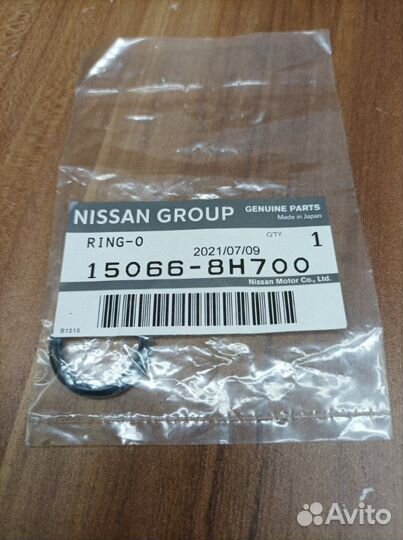 NISSAN GROUP
GENUINE PARTS
Made in Japan
RING-O
Q'TY
1
2021/07/09
15066-8H700
Nissan Motor Co., Ltd.
B1216
Avito